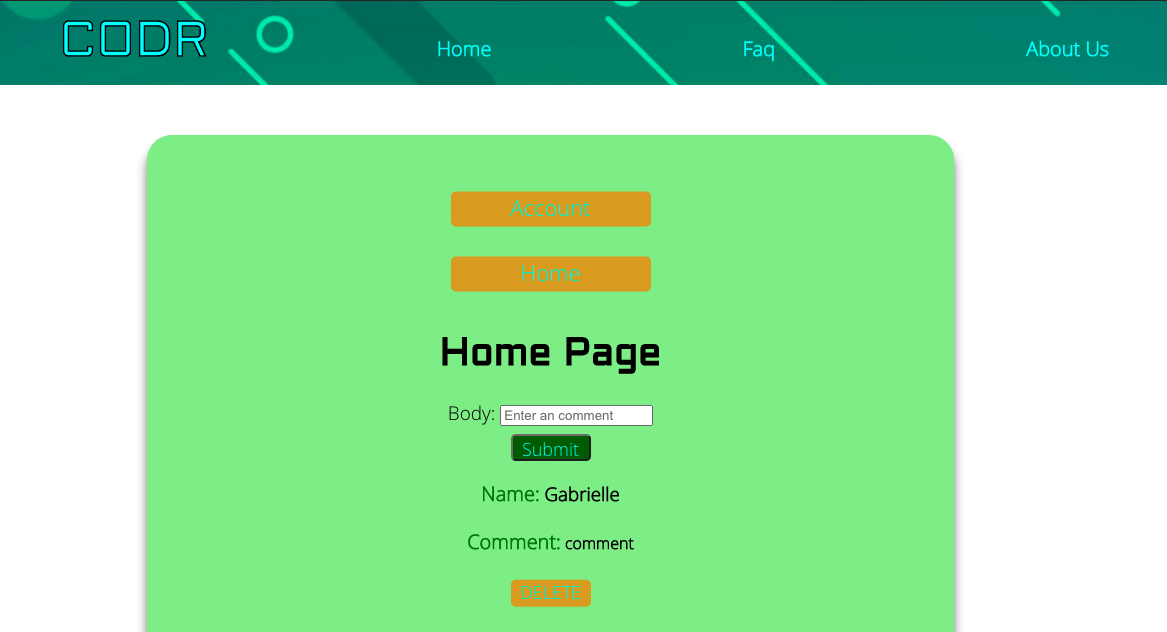 CODR
Home Faq About Us
Account
Home
Home Page
Body: Enter an comment
Submit
Name: Gabrielle
Comment: comment
DELETE